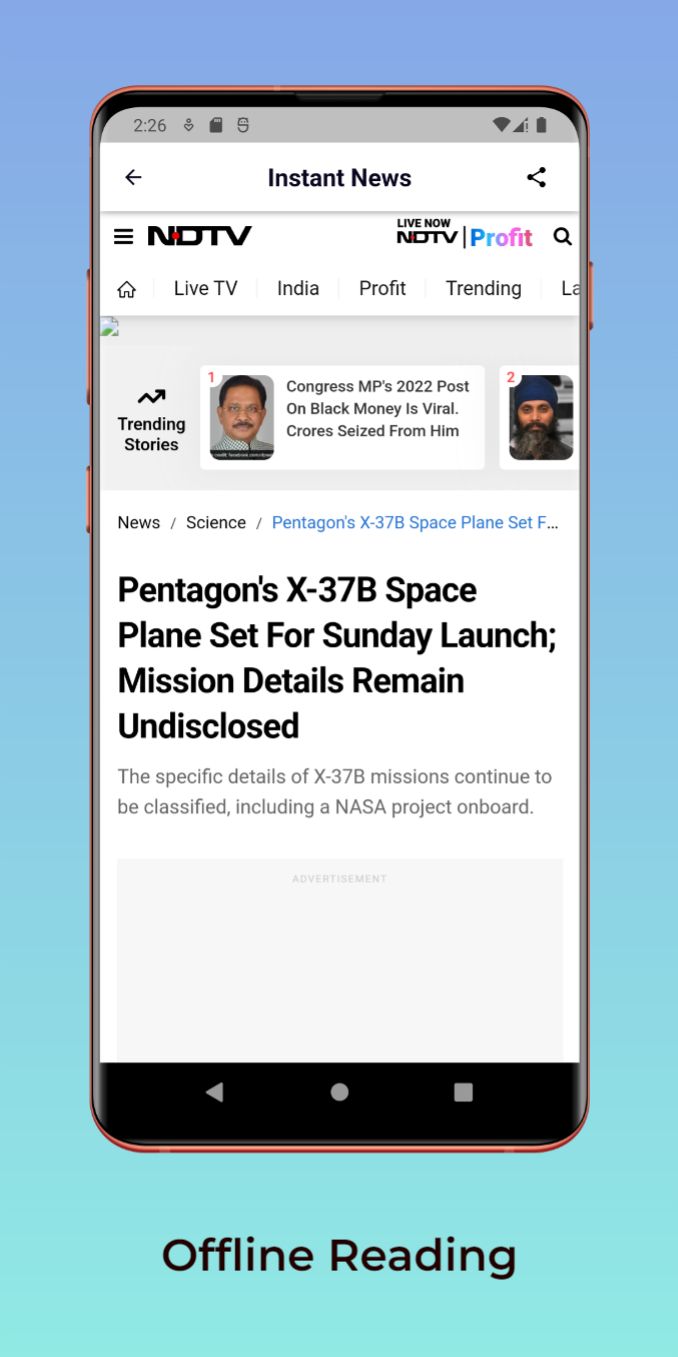 2:26
Instant News
NDTV
LIVE NOW
NDTV | Profit
Live TV
India
Profit
Trending
La
Trending
Stories
1
Congress MP's 2022 Post
On Black Money Is Viral.
Crores Seized From Him
2
News / Science / Pentagon's X-37B Space Plane Set F...
Pentagon's X-37B Space
Plane Set For Sunday Launch;
Mission Details Remain
Undisclosed
The specific details of X-37B missions continue to
be classified, including a NASA project onboard.
ADVERTISEMENT
Offline Reading